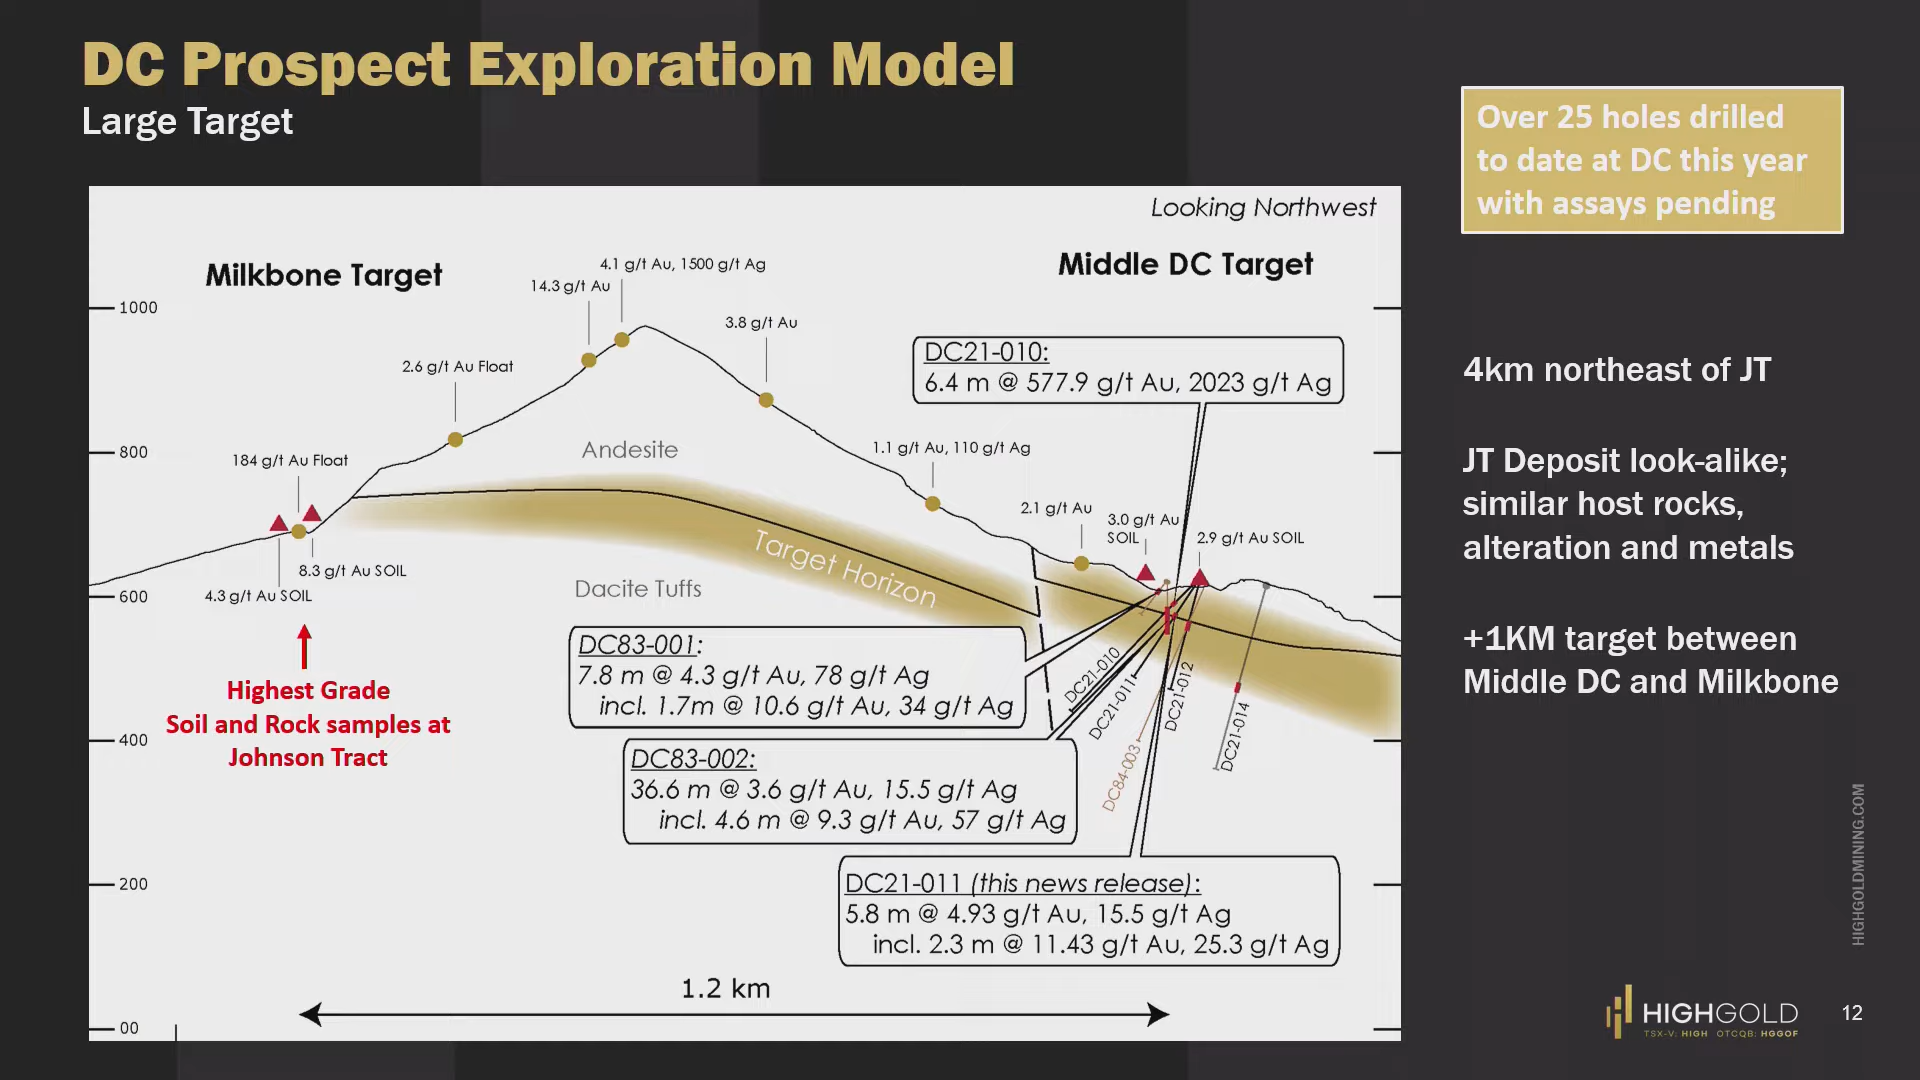 DC Prospect Exploration Model
Large Target
Over 25 holes drilled
to date at DC this year
with assays pending
Looking Northwest
Milkbone Target
Middle DC Target
4.1 g/t Au, 1500 g/t Ag
14.3 g/t Au
3.8 g/t Au
2.6 g/t Au Float
1000
800
600
400
200
00
DC21-010:
6.4 m @ 577.9 g/t Au, 2023 g/t Ag
Andesite
184 g/t Au Float
1.1 g/t Au, 110 g/t Ag
2.1 g/t Au
3.0 g/t Au
SOIL
2.9 g/t Au SOIL
8.3 g/t Au SOIL
4.3 g/t Au SOIL
Target Horizon
Dacite Tuffs
Highest Grade
Soil and Rock samples at
Johnson Tract
DC83-001:
7.8 m @ 4.3 g/t Au, 78 g/t Ag
incl. 1.7m @ 10.6 g/t Au, 34 g/t Ag
DC83-002:
36.6 m @ 3.6 g/t Au, 15.5 g/t Ag
incl. 4.6 m @ 9.3 g/t Au, 57 g/t Ag
DC21-010
DC21-011
DC84-003
DC21-012
DC21-014
DC21-011 (this news release):
5.8 m @ 4.93 g/t Au, 15.5 g/t Ag
incl. 2.3 m @ 11.43 g/t Au, 25.3 g/t Ag
1.2 km
4km northeast of JT
JT Deposit look-alike;
similar host rocks,
alteration and metals
+1KM target between
Middle DC and Milkbone
HIGHGOLDMINING.COM
HIGHGOLD
TSX-V: HIGH OTCQB: HGGOF
12